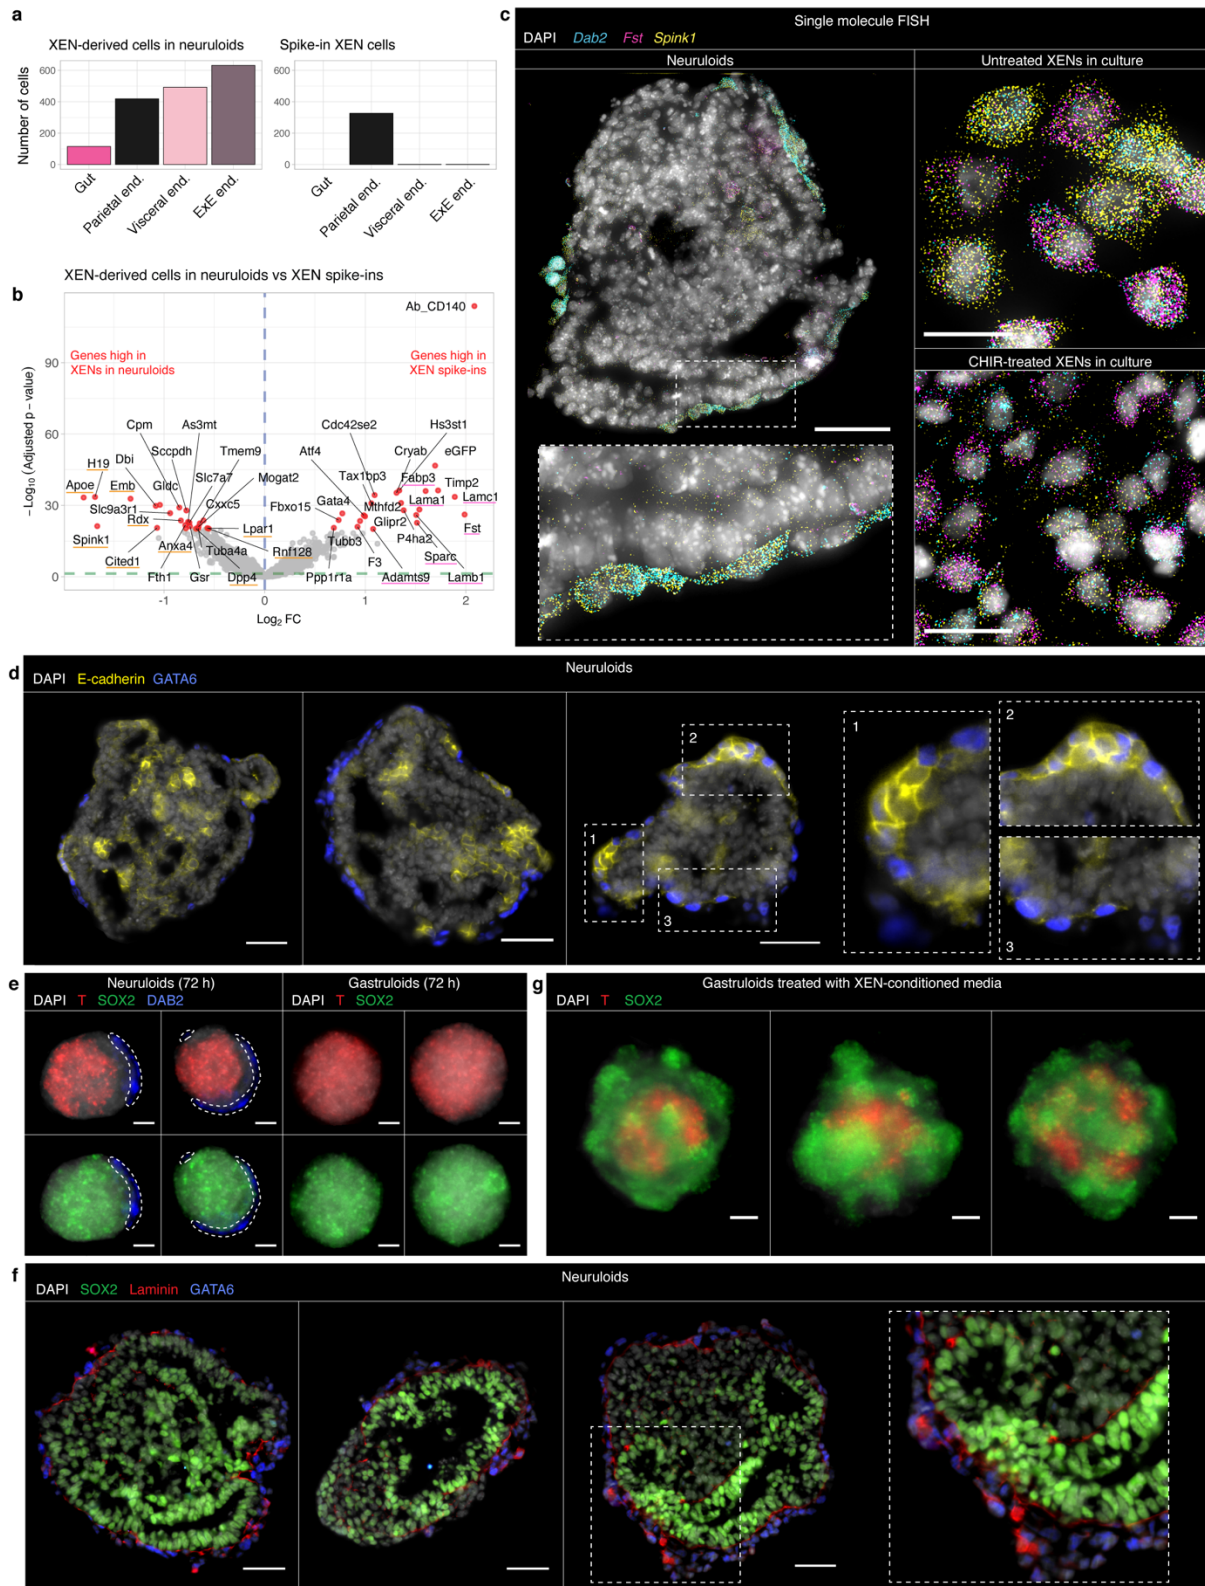 a
XEN-derived cells in neuruloids
Spike-in XEN cells
Number of cells
600
400
200
0
600
400
200
0
Gut
Parietal end.
Visceral end.
ExE end.
Gut
Parietal end.
Visceral end.
ExE end.
b
XEN-derived cells in neuruloids vs XEN spike-ins
Ab_CD140
Genes high in
XENs in neuruloids
Genes high in
XEN spike-ins
− Log10 (Adjusted p − value)
90
60
30
0
Cpm
As3mt
Cdc42se2
Hs3st1
Sccpdh
Tmem9
Cryab
eGFP
H19
Dbi
Slc7a7
Atf4
Tax1bp3
Fabp3
Apoe
Emb
Gldc
Mogat2
Timp2
Slc9a3r1
Cxxc5
Gata4
Mthfd2
Lama1
Lamc1
Rdx
Fbxo15
Glipr2
Spink1
Lpar1
P4ha2
Fst
Cited1
Anxa4
Tuba4a
Rnf128
Tubb3
F3
Sparc
Fth1
Gsr
Dpp4
Ppp1r1a
Adamts9
Lamb1
-1
0
1
2
Log2 FC
c
Single molecule FISH
DAPI Dab2 Fst Spink1
Neuruloids
Untreated XENs in culture
CHIR-treated XENs in culture
d
Neuruloids
DAPI E-cadherin GATA6
1
2
3
1
2
3
e
Neuruloids (72 h)
Gastruloids (72 h)
DAPI T SOX2 DAB2
DAPI T SOX2
g
Gastruloids treated with XEN-conditioned media
DAPI T SOX2
f
Neuruloids
DAPI SOX2 Laminin GATA6